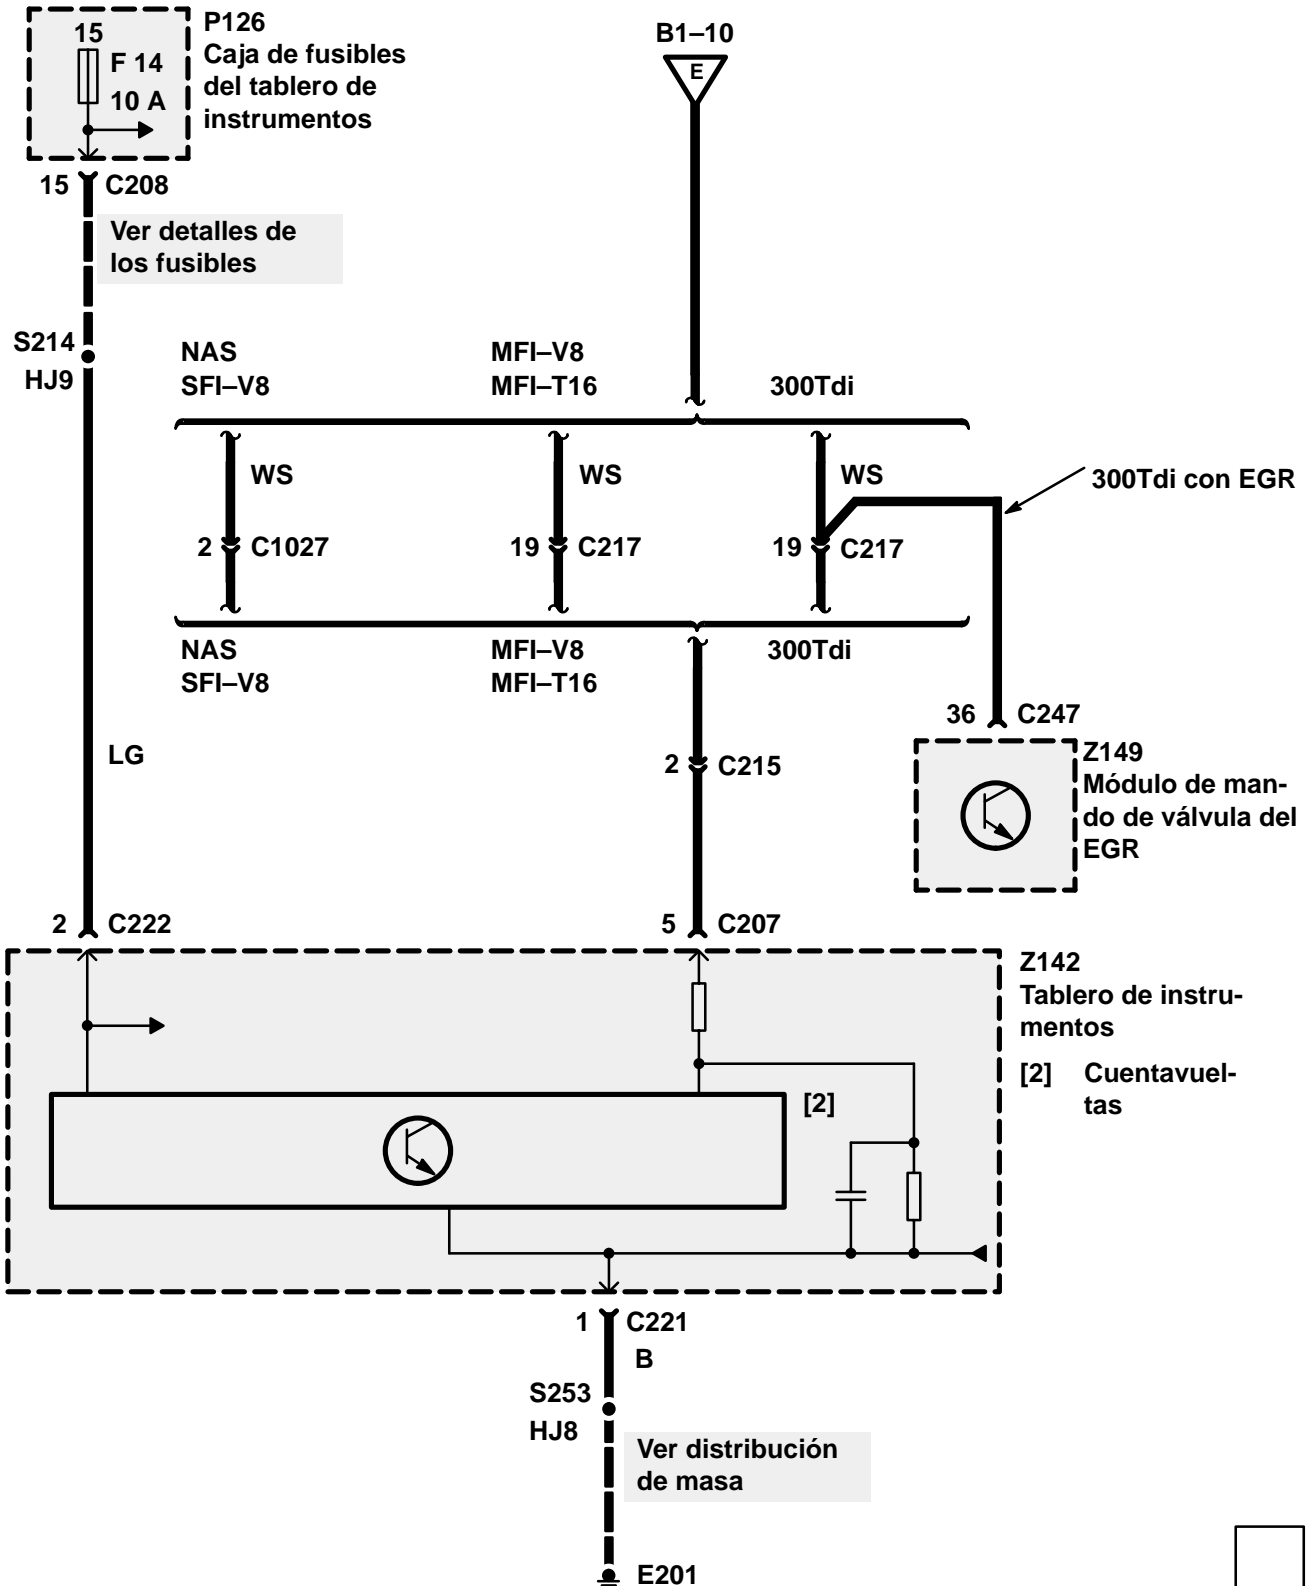 P126
Caja de fusibles
del tablero de
instrumentos
15
F 14
10 A
B1–10
E
15 C208
Ver detalles de
los fusibles
S214
HJ9
NAS
SFI–V8
MFI–V8
MFI–T16
300Tdi
WS
WS
WS
300Tdi con EGR
2 C1027
19 C217
19 C217
NAS
SFI–V8
MFI–V8
MFI–T16
300Tdi
36 C247
LG
2 C215
Z149
Módulo de man-
do de válvula del
EGR
2 C222
5 C207
Z142
Tablero de instru-
mentos
[2] Cuentavuel-
tas
[2]
1 C221
B
S253
HJ8
Ver distribución
de masa
E201